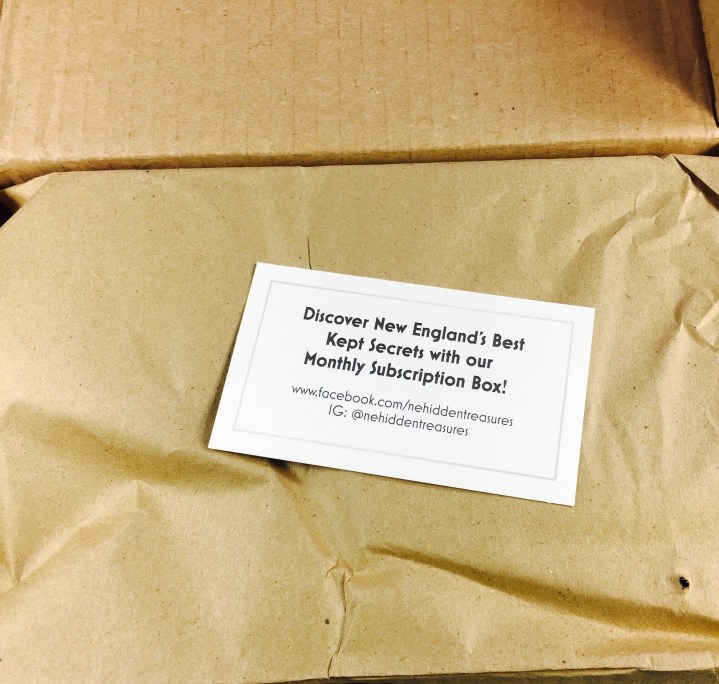 Discover New England's Best
Kept Secrets with our
Monthly Subscription Box!
www.facebook.com/nehiddentreasures
IG: @nehiddentreasures